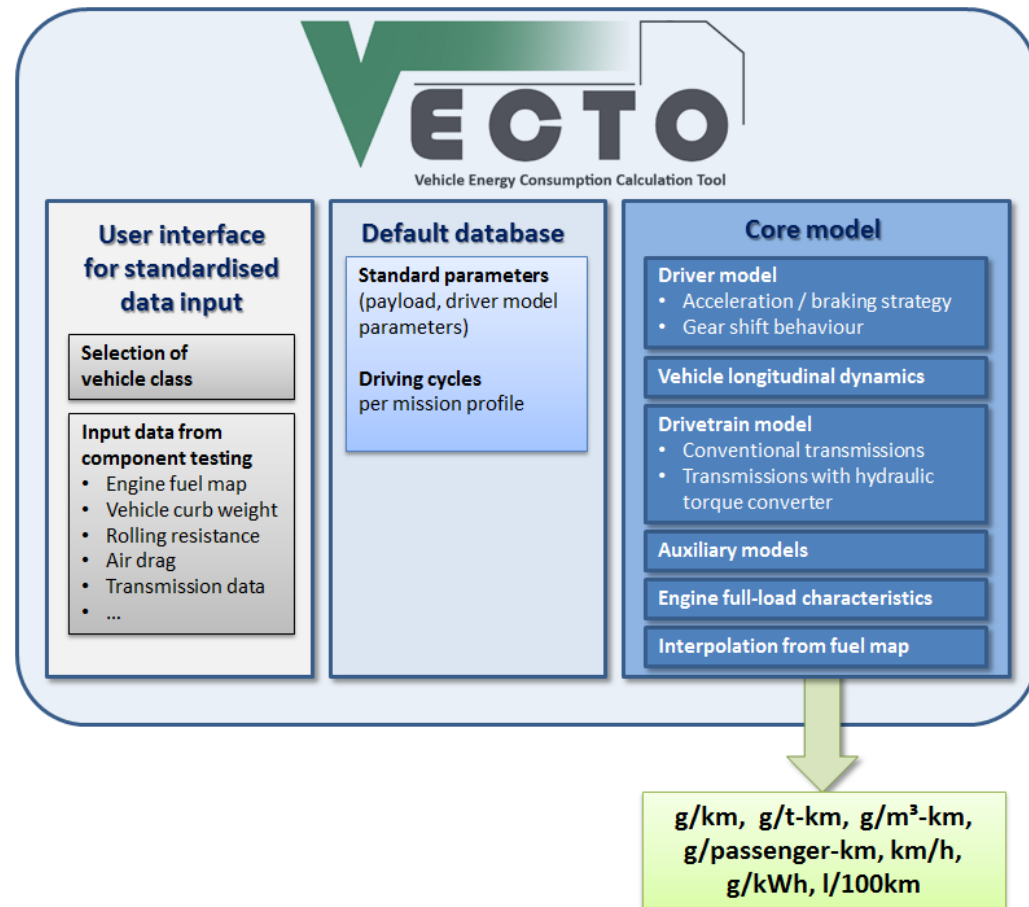 VECTO
Vehicle Energy Consumption Calculation Tool
User interface
for standardised
data input
Selection of
vehicle class
Input data from
component testing
• Engine fuel map
• Vehicle curb weight
• Rolling resistance
• Air drag
• Transmission data
• ...
Default database
Standard parameters
(payload, driver model
parameters)
Driving cycles
per mission profile
Core model
Driver model
• Acceleration / braking strategy
• Gear shift behaviour
Vehicle longitudinal dynamics
Drivetrain model
• Conventional transmissions
• Transmissions with hydraulic
torque converter
Auxiliary models
Engine full-load characteristics
Interpolation from fuel map
g/km, g/t-km, g/m³-km,
g/passenger-km, km/h,
g/kWh, l/100km